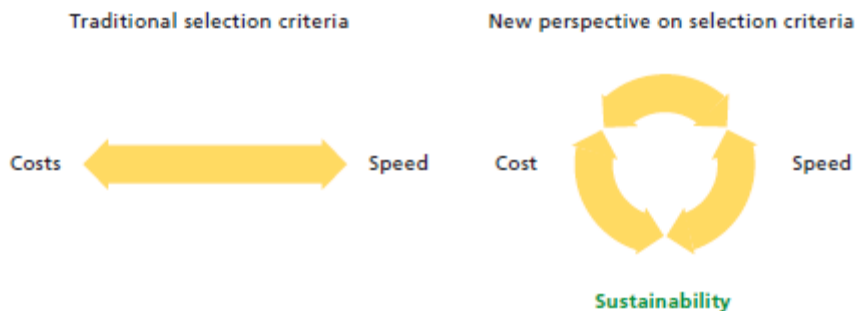 Traditional selection criteria
New perspective on selection criteria
Costs
Speed
Cost
Speed
Sustainability